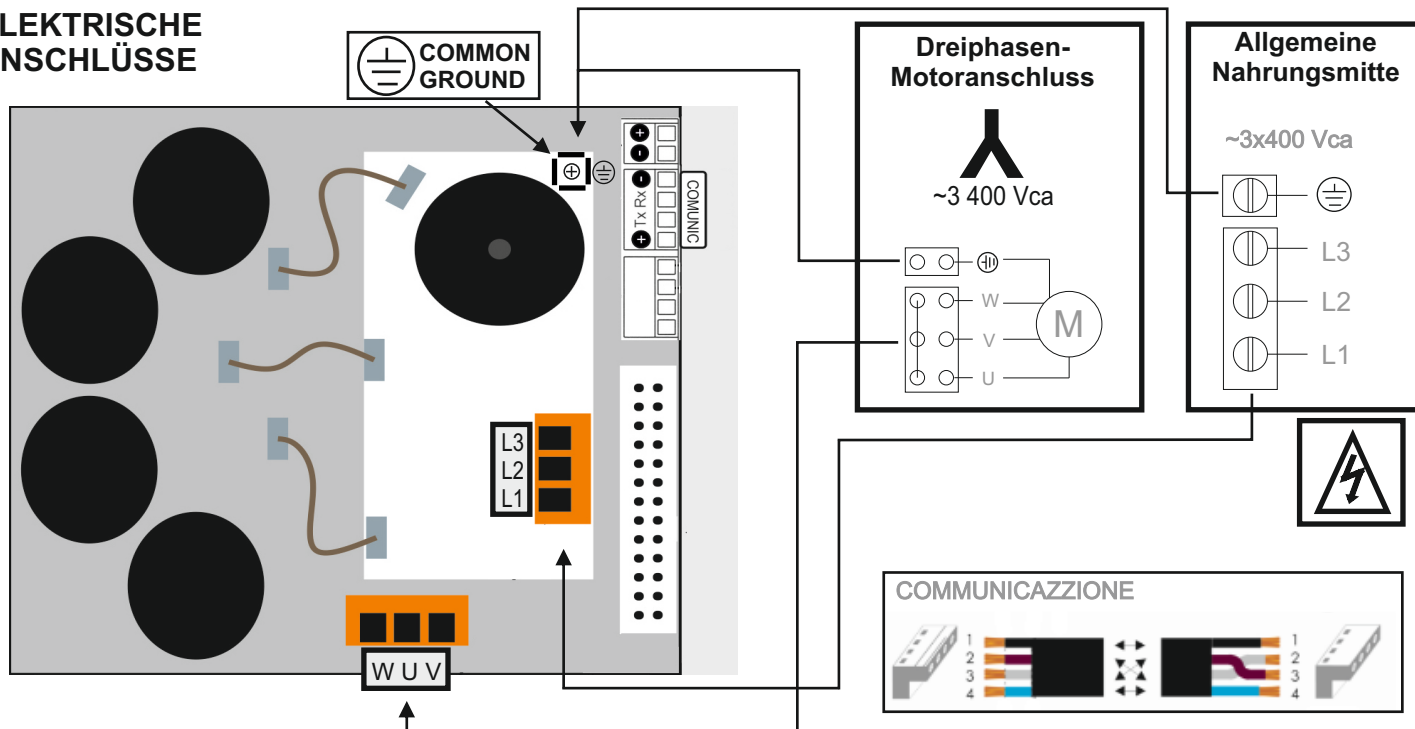 LEKTRISCHE
NSCHLÜSSE
COMMON
GROUND
Tx Rx
COMUNIC
L3
L2
L1
W U V
Dreiphasen-
Motoranschluss
~3 400 Vca
W
V
U
M
Allgemeine
Nahrungsmitte
~3x400 Vca
L3
L2
L1
COMMUNICAZZIONE
1
2
3
4
1
2
3
4